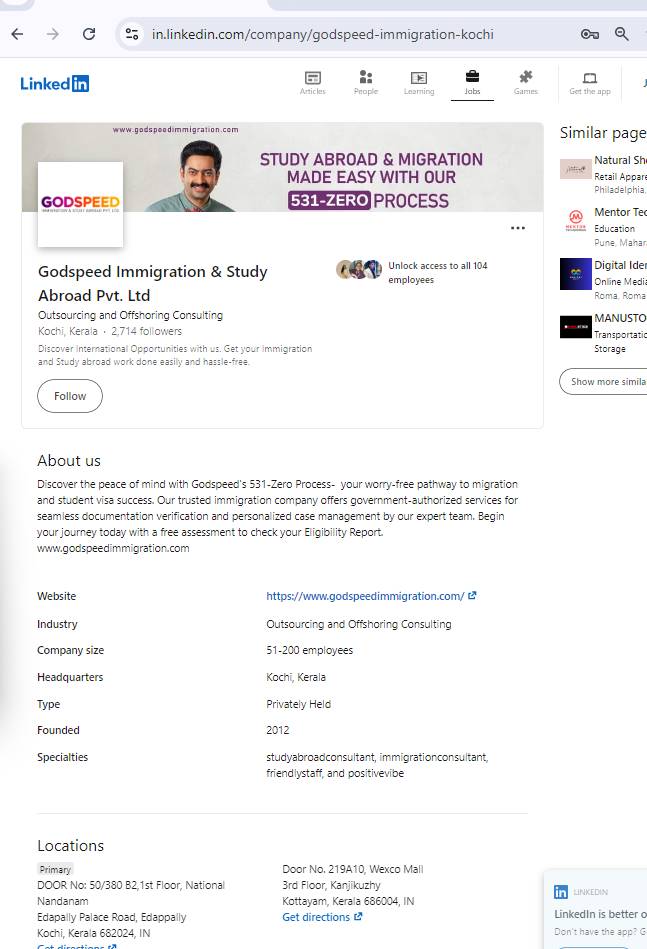 in.linkedin.com/company/godspeed-immigration-kochi
Linked in
Articles
People
Learning
Jobs
Games
Get the app
www.godspeedimmigration.com
STUDY ABROAD & MIGRATION
MADE EASY WITH OUR
531-ZERO PROCESS
GODSPEED
IMMIGRATION & STUDY ABROAD PVT. LTD
Godspeed Immigration & Study
Abroad Pvt. Ltd
Outsourcing and Offshoring Consulting
Kochi, Kerala · 2,714 followers
Discover International Opportunities with us. Get your Immigration
and Study abroad work done easily and hassle-free.
Unlock access to all 104
employees
Follow
Similar page
Natural Sh
Retail Appare
Philadelphia,
Mentor Tec
Education
Pune, Mahar
Digital Iden
Online Media
Roma, Roma
MANUSTO
Transportatio
Storage
Show more simila
About us
Discover the peace of mind with Godspeed's 531-Zero Process- your worry-free pathway to migration
and student visa success. Our trusted immigration company offers government-authorized services for
seamless documentation verification and personalized case management by our expert team. Begin
your journey today with a free assessment to check your Eligibility Report.
www.godspeedimmigration.com
Website https://www.godspeedimmigration.com/
Industry Outsourcing and Offshoring Consulting
Company size 51-200 employees
Headquarters Kochi, Kerala
Type Privately Held
Founded 2012
Specialties studyabroadconsultant, immigrationconsultant,
friendlystaff, and positivevibe
Locations
Primary
DOOR No: 50/380 B2,1st Floor, National
Nandanam
Edapally Palace Road, Edappally
Kochi, Kerala 682024, IN
Get directions
Door No. 219A10, Wexco Mall
3rd Floor, Kanjikuzhy
Kottayam, Kerala 686004, IN
Get directions
in LINKEDIN
LinkedIn is better o
Don't have the app? G